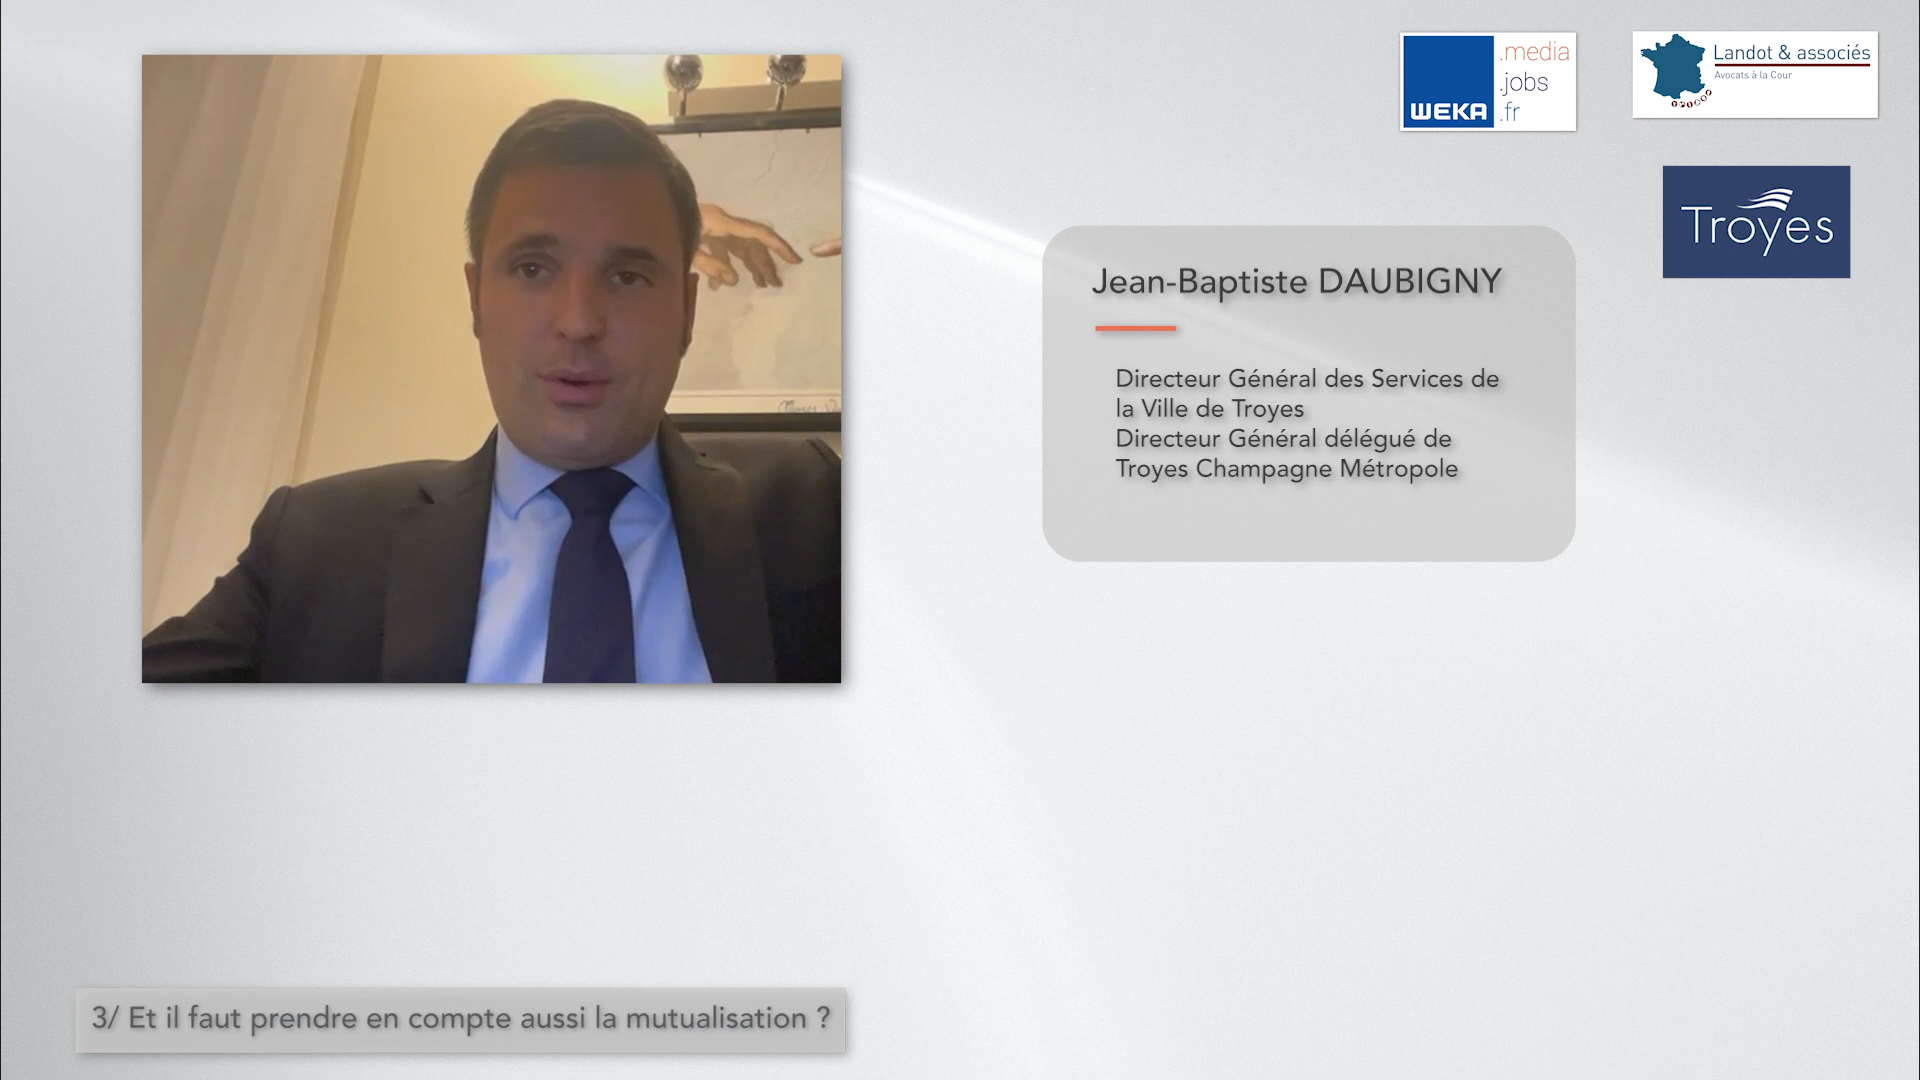 WEKA
.media
.jobs
.fr
Landot & associés
Avocats à la Cour
Troyes
Jean-Baptiste DAUBIGNY
Directeur Général des Services de
la Ville de Troyes
Directeur Général délégué de
Troyes Champagne Métropole
3/ Et il faut prendre en compte aussi la mutualisation ?